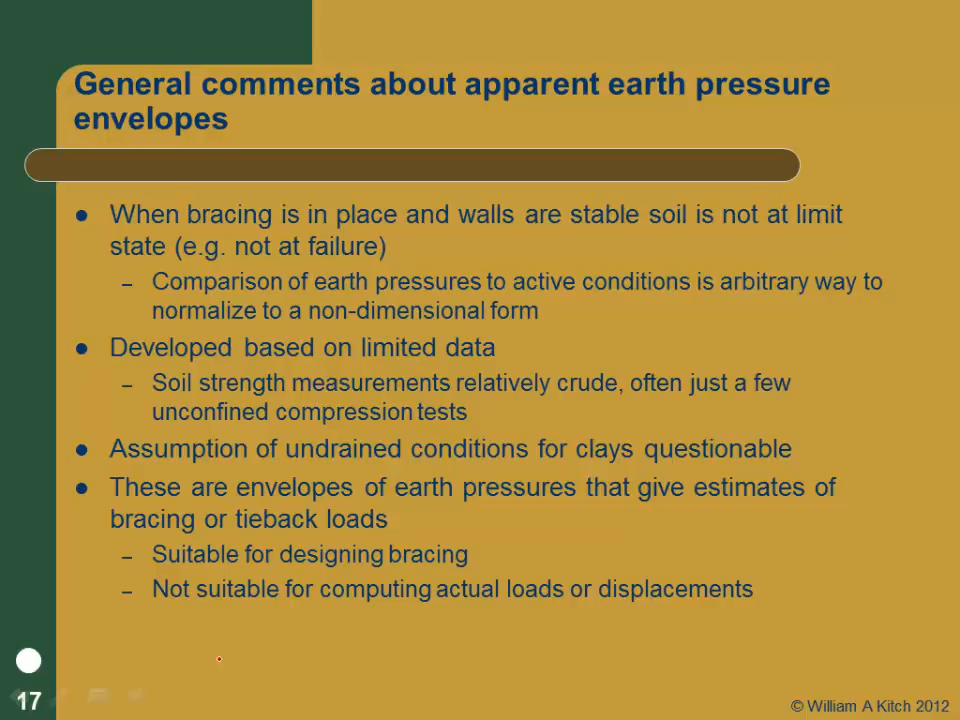 General comments about apparent earth pressure
envelopes
● When bracing is in place and walls are stable soil is not at limit
state (e.g. not at failure)
– Comparison of earth pressures to active conditions is arbitrary way to
normalize to a non-dimensional form
● Developed based on limited data
– Soil strength measurements relatively crude, often just a few
unconfined compression tests
● Assumption of undrained conditions for clays questionable
● These are envelopes of earth pressures that give estimates of
bracing or tieback loads
– Suitable for designing bracing
– Not suitable for computing actual loads or displacements
17
© William A Kitch 2012